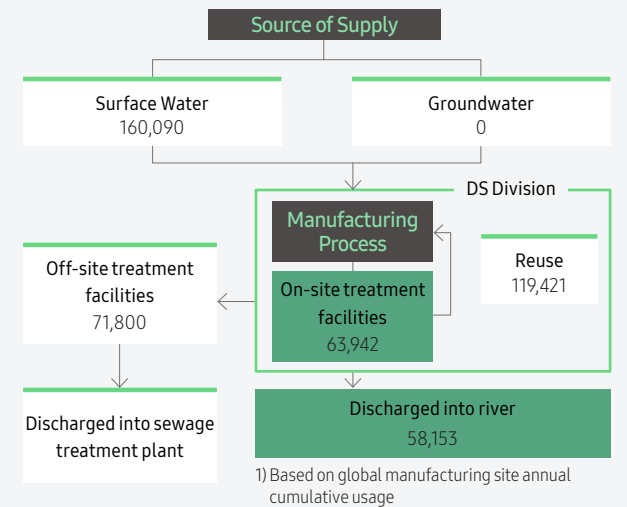 Source of Supply
Surface Water
160,090
Groundwater
0
DS Division
Manufacturing
Process
Reuse
119,421
On-site treatment
facilities
63,942
Off-site treatment
facilities
71,800
Discharged into sewage
treatment plant
Discharged into river
58,153
1) Based on global manufacturing site annual
cumulative usage